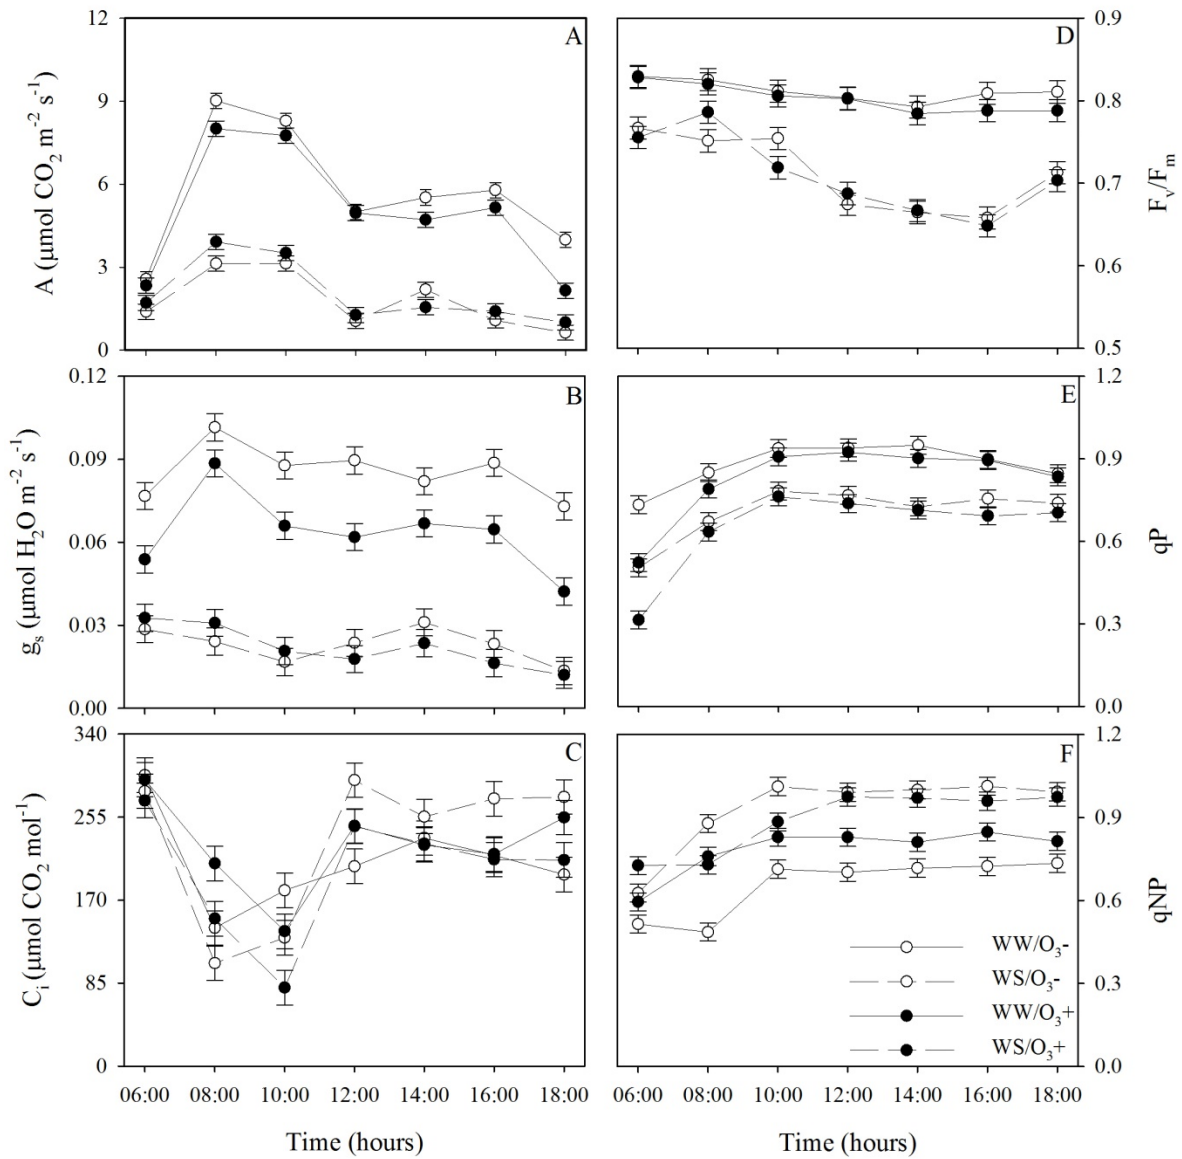 A
12
9
6
3
0
A (μmol CO₂ m⁻² s⁻¹)
D
0.9
0.8
0.7
0.6
0.5
Fᵥ/Fₘ
B
0.12
0.09
0.06
0.03
0.00
gₛ (μmol H₂O m⁻² s⁻¹)
E
1.2
0.9
0.6
0.3
0.0
qP
C
340
255
170
85
0
Cᵢ (μmol CO₂ mol⁻¹)
06:00 08:00 10:00 12:00 14:00 16:00 18:00
Time (hours)
F
1.2
0.9
0.6
0.3
0.0
qNP
WW/O₃-
WS/O₃-
WW/O₃+
WS/O₃+
06:00 08:00 10:00 12:00 14:00 16:00 18:00
Time (hours)